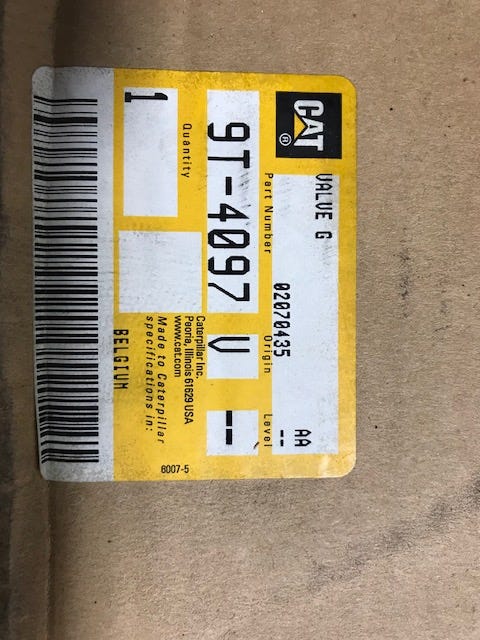 CAT®
VALVE G
AA
02070435
--
Part Number
Origin
Level
9T-4097 V --
Quantity
1
Caterpillar Inc.
Peoria, Illinois 61629 USA
www.cat.com
Made to Caterpillar
specifications in:
BELGIUM
6007-5